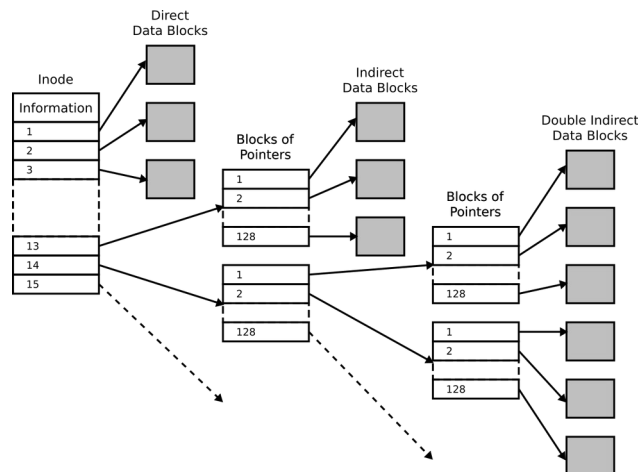 Direct
Data Blocks
Inode
Information
1
2
3
13
14
15
Blocks of
Pointers
1
2
128
1
2
128
Indirect
Data Blocks
Blocks of
Pointers
1
2
128
1
2
128
Double Indirect
Data Blocks